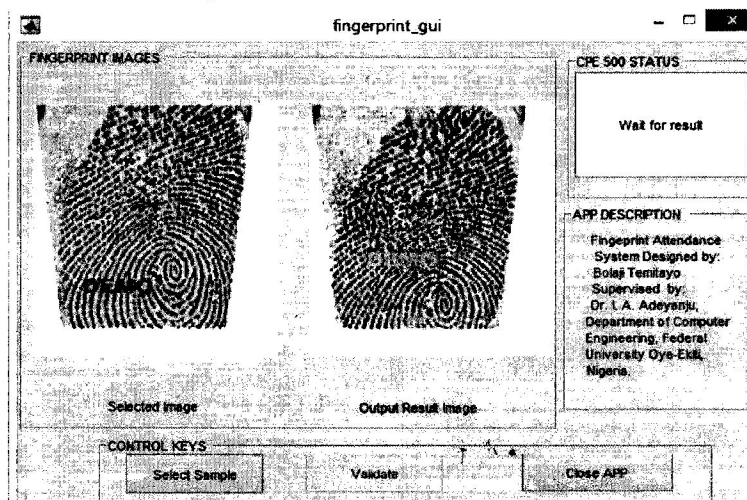 fingerprint_gui
FINGERPRINT IMAGES
DEMO
Selected Image
Output Result Image
CPE 500 STATUS
Wait for result
APP DESCRIPTION
Fingeprint Attendance
System Designed by:
Bolaji Temitayo
Supervised by:
Dr. I. A. Adeyanju,
Department of Computer
Engineering, Federal
University Oye-Ekiti,
Nigeria.
CONTROL KEYS
Select Sample
Validate
Close APP